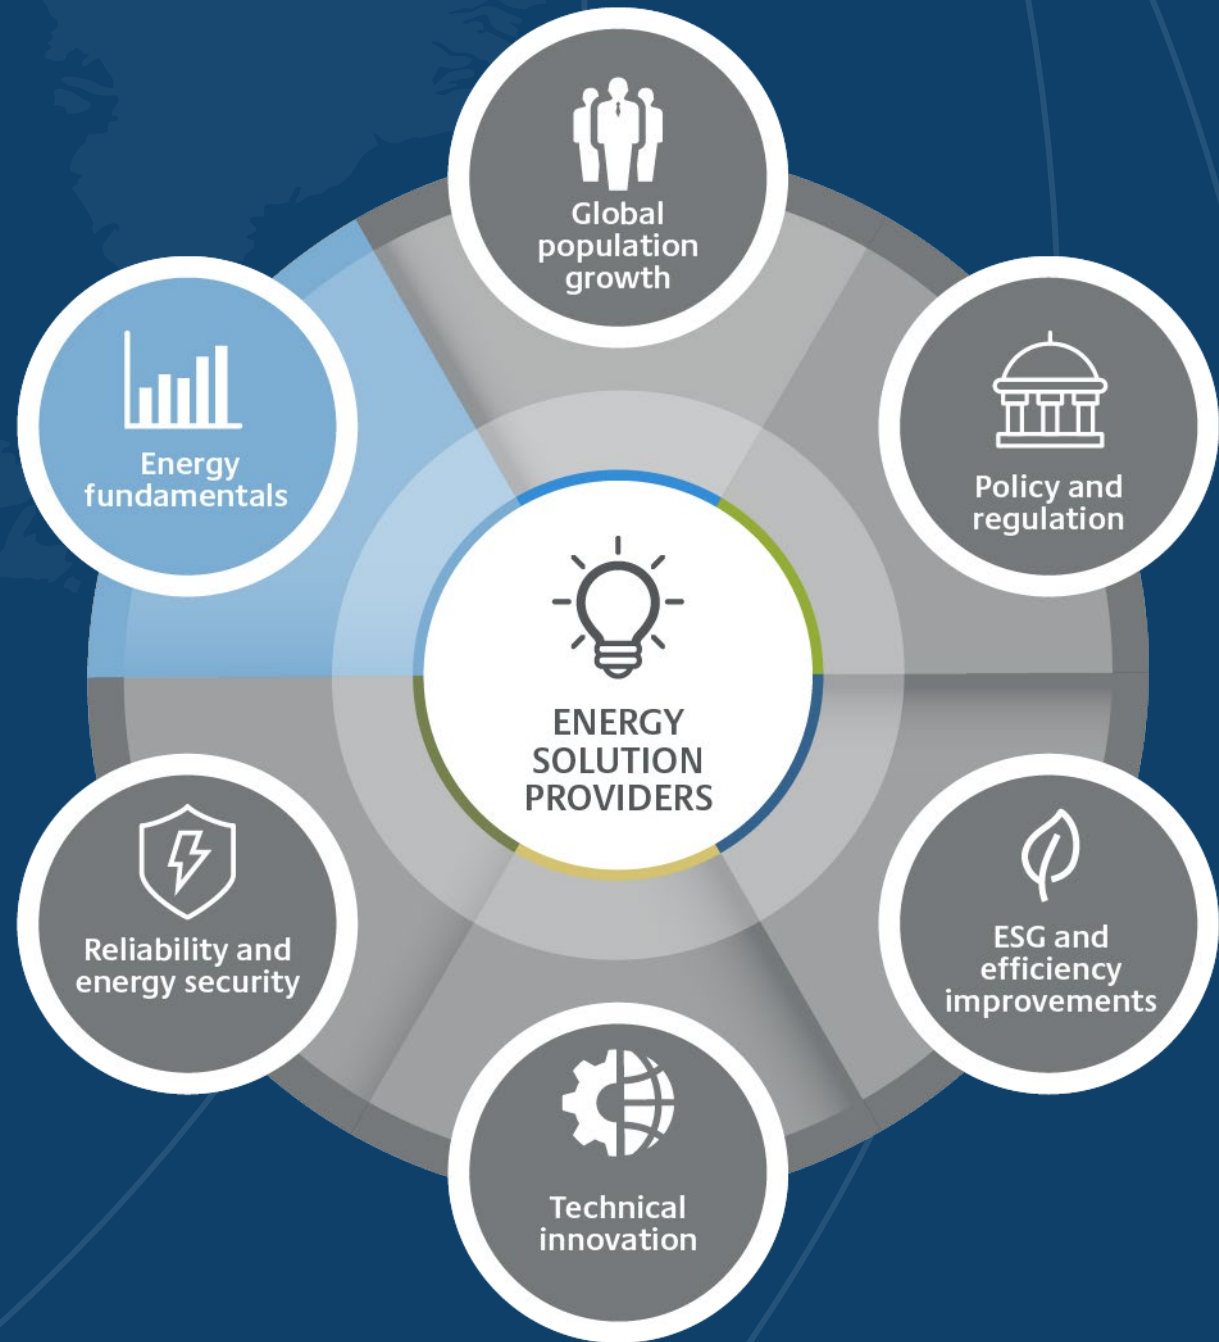 Global
population
growth
Policy and
regulation
ESG and
efficiency
improvements
Technical
innovation
Reliability and
energy security
Energy
fundamentals
ENERGY
SOLUTION
PROVIDERS